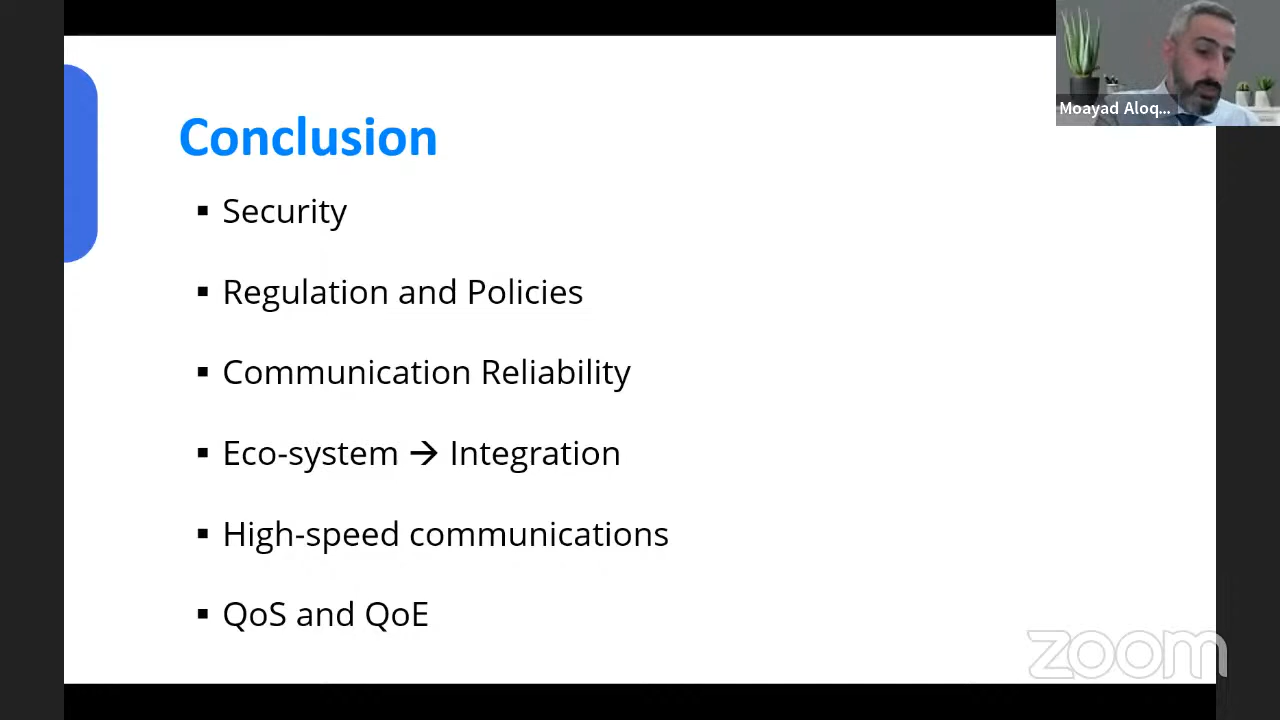 Moayad Aloq...
Conclusion
▪ Security
▪ Regulation and Policies
▪ Communication Reliability
▪ Eco-system → Integration
▪ High-speed communications
▪ QoS and QoE
zoom